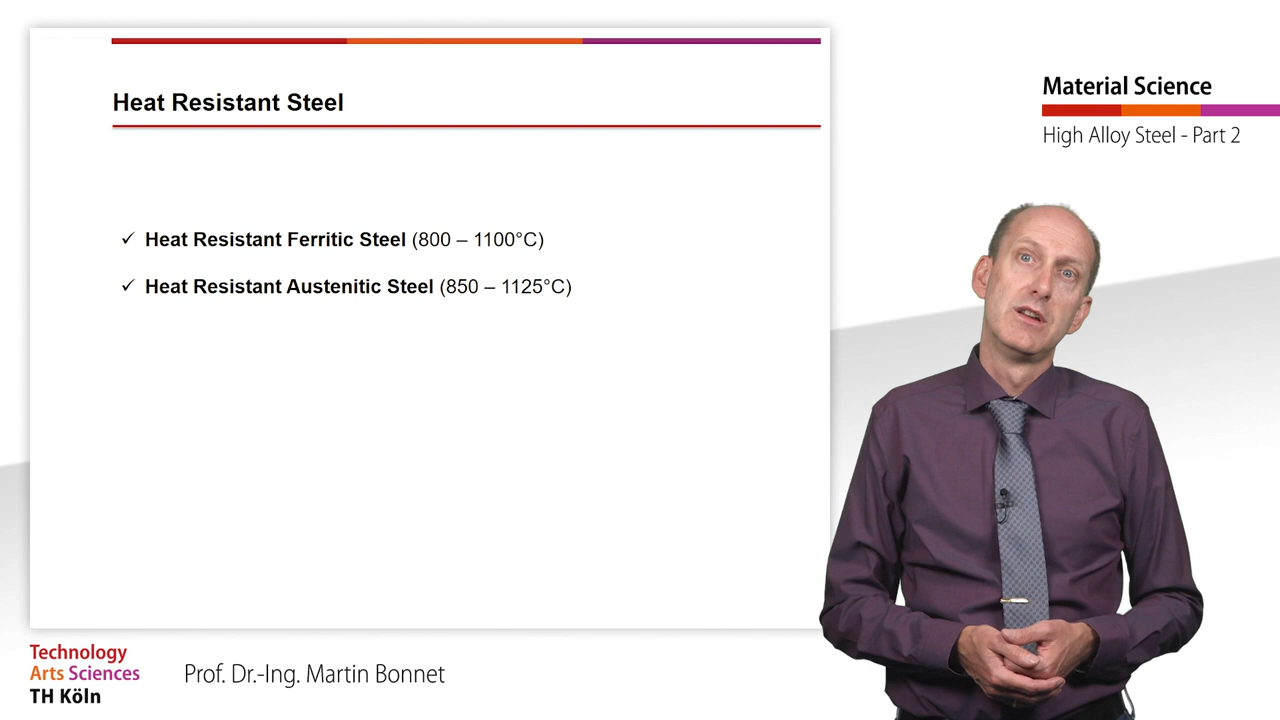 Heat Resistant Steel
✓ Heat Resistant Ferritic Steel (800 – 1100°C)
✓ Heat Resistant Austenitic Steel (850 – 1125°C)
Material Science
High Alloy Steel - Part 2
Technology
Arts Sciences
TH Köln
Prof. Dr.-Ing. Martin Bonnet